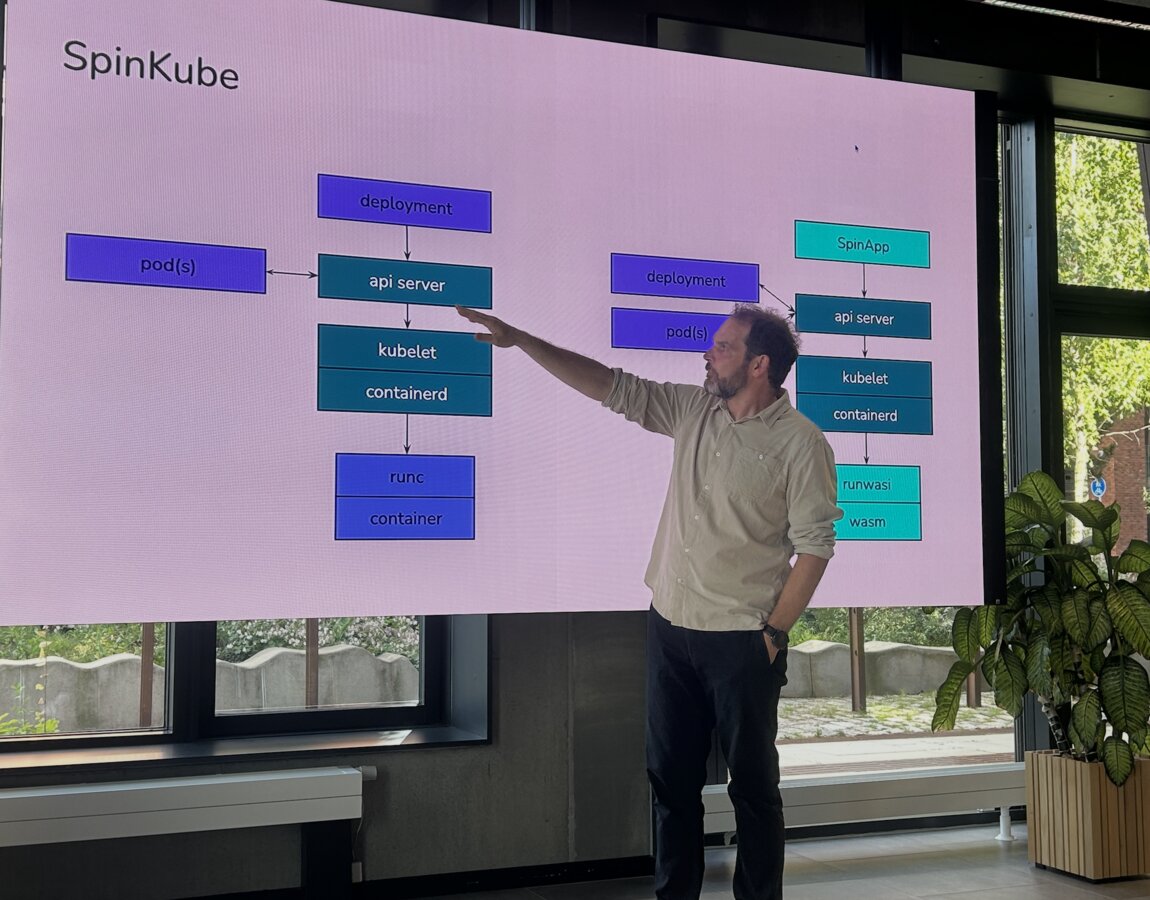 SpinKube
deployment
pod(s)
api server
kubelet
containerd
runc
container
SpinApp
deployment
api server
pod(s)
kubelet
containerd
runwasi
wasm